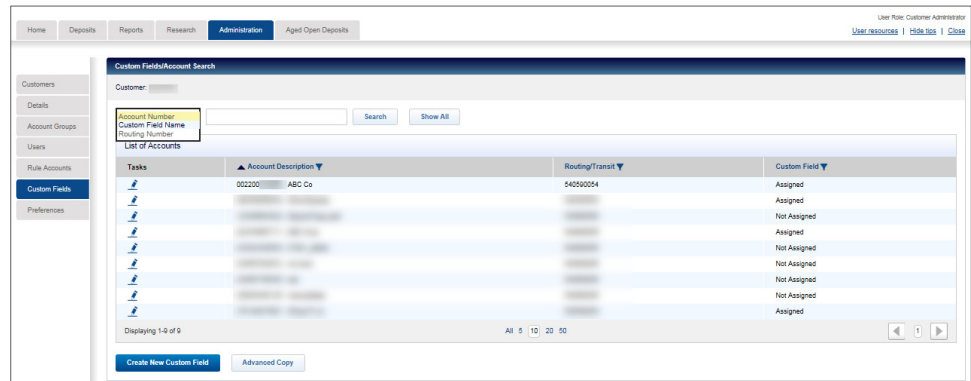 User Role: Customer Administrator
Home Deposits Reports Research Administration Aged Open Deposits
User resources | Hide tips | Close
Custom Fields/Account Search
Customers
Customer:
Details
Account Groups
Users
Rule Accounts
Custom Fields
Preferences
Account Number
Custom Field Name
Routing Number
Search Show All
List of Accounts
Tasks Account Description Routing/Transit Custom Field
002200 ABC Co 540590054 Assigned
Assigned
Not Assigned
Assigned
Not Assigned
Not Assigned
Not Assigned
Not Assigned
Assigned
Displaying 1-9 of 9 All 5 10 20 50 1
Create New Custom Field Advanced Copy